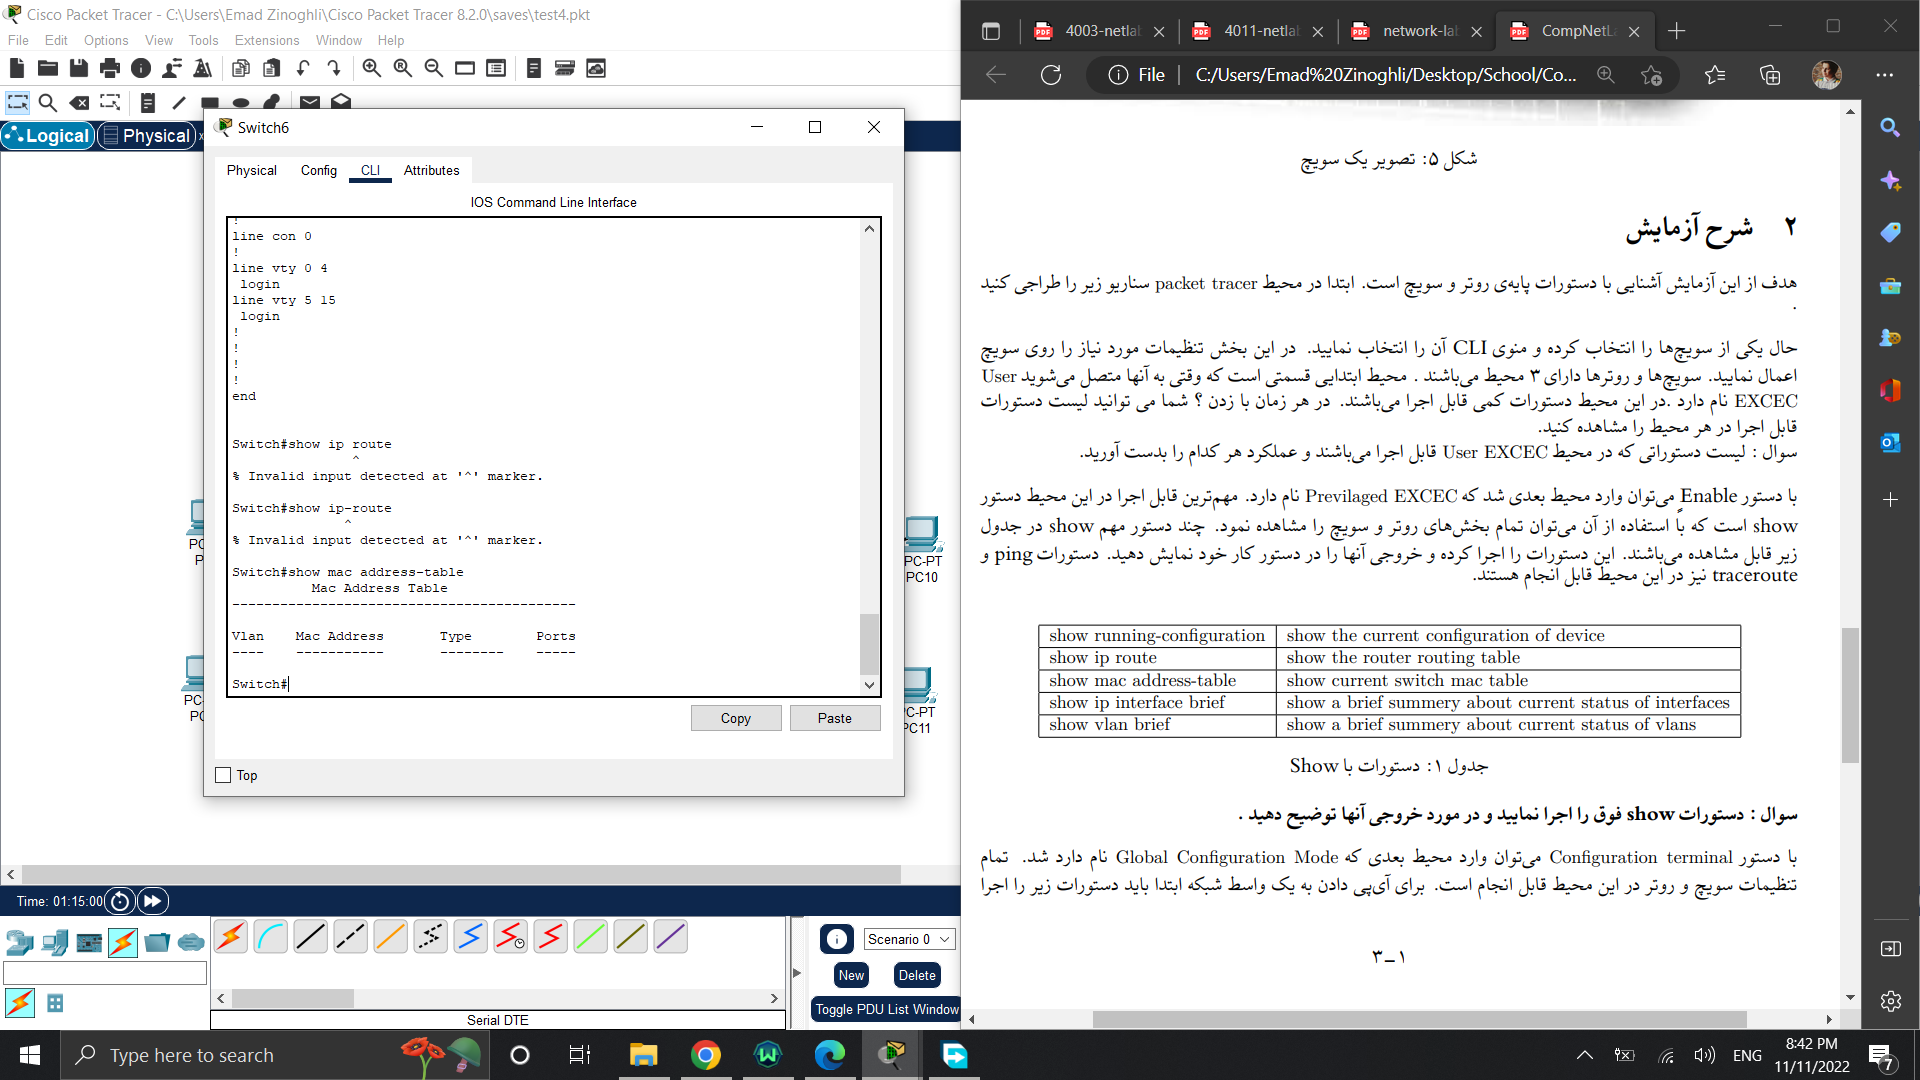 Cisco Packet Tracer - C:\Users\Emad Zinoghli\Cisco Packet Tracer 8.2.0\saves\test4.pkt
File Edit Options View Tools Extensions Window Help
Logical Physical
Switch6
Physical Config CLI Attributes
IOS Command Line Interface
!
line con 0
!
line vty 0 4
login
line vty 5 15
login
!
!
!
!
end
Switch#show ip route
^
% Invalid input detected at '^' marker.
Switch#show ip-route
^
% Invalid input detected at '^' marker.
Switch#show mac address-table
Mac Address Table
-------------------------------------------
Vlan Mac Address Type Ports
---- ----------- -------- -----
Switch#
Copy Paste
Top
PC-PT
PC10
PC-PT
PC11
Time: 01:15:00
Scenario 0
New Delete
Toggle PDU List Window
Serial DTE
4003-netlab
4011-netlab
network-lab
CompNetLa
File C:/Users/Emad%20Zinoghli/Desktop/School/Co...
شکل ۵: تصویر یک سویچ
۲ شرح آزمایش
هدف از این آزمایش آشنایی با دستورات پایه‌ی روتر و سویچ است. ابتدا در محیط packet tracer سناریو زیر را طراجی کنید
.
حال یکی از سویچ‌ها را انتخاب کرده و منوی CLI آن را انتخاب نمایید. در این بخش تنظیمات مورد نیاز را روی سویچ
اعمال نمایید. سویچ‌ها و روترها دارای ۳ محیط می‌باشند . محیط ابتدایی قسمتی است که وقتی به آنها متصل می‌شوید User
EXCEC نام دارد .در این محیط دستورات کمی قابل اجرا می‌باشند. در هر زمان با زدن ؟ شما می توانید لیست دستورات
قابل اجرا در هر محیط را مشاهده کنید.
سوال : لیست دستوراتی که در محیط User EXCEC قابل اجرا می‌باشند و عملکرد هر کدام را بدست آورید.
با دستور Enable می‌توان وارد محیط بعدی شد که Previlaged EXCEC نام دارد. مهم‌ترین قابل اجرا در این محیط دستور
show است که با استفاده از آن می‌توان تمام بخش‌های روتر و سویچ را مشاهده نمود. چند دستور مهم show در جدول
زیر قابل مشاهده می‌باشند. این دستورات را اجرا کرده و خروجی آنها را در دستور کار خود نمایش دهید. دستورات ping و
traceroute نیز در این محیط قابل انجام هستند.
show running-configuration show the current configuration of device
show ip route show the router routing table
show mac address-table show current switch mac table
show ip interface brief show a brief summery about current status of interfaces
show vlan brief show a brief summery about current status of vlans
جدول ۱: دستورات با Show
سوال : دستورات show فوق را اجرا نمایید و در مورد خروجی آنها توضیح دهید .
با دستور Configuration terminal می‌توان وارد محیط بعدی که Global Configuration Mode نام دارد شد. تمام
تنظیمات سویچ و روتر در این محیط قابل انجام است. برای آی‌پی دادن به یک واسط شبکه ابتدا باید دستورات زیر را اجرا
۱-۳
Type here to search
ENG
8:42 PM
11/11/2022
7